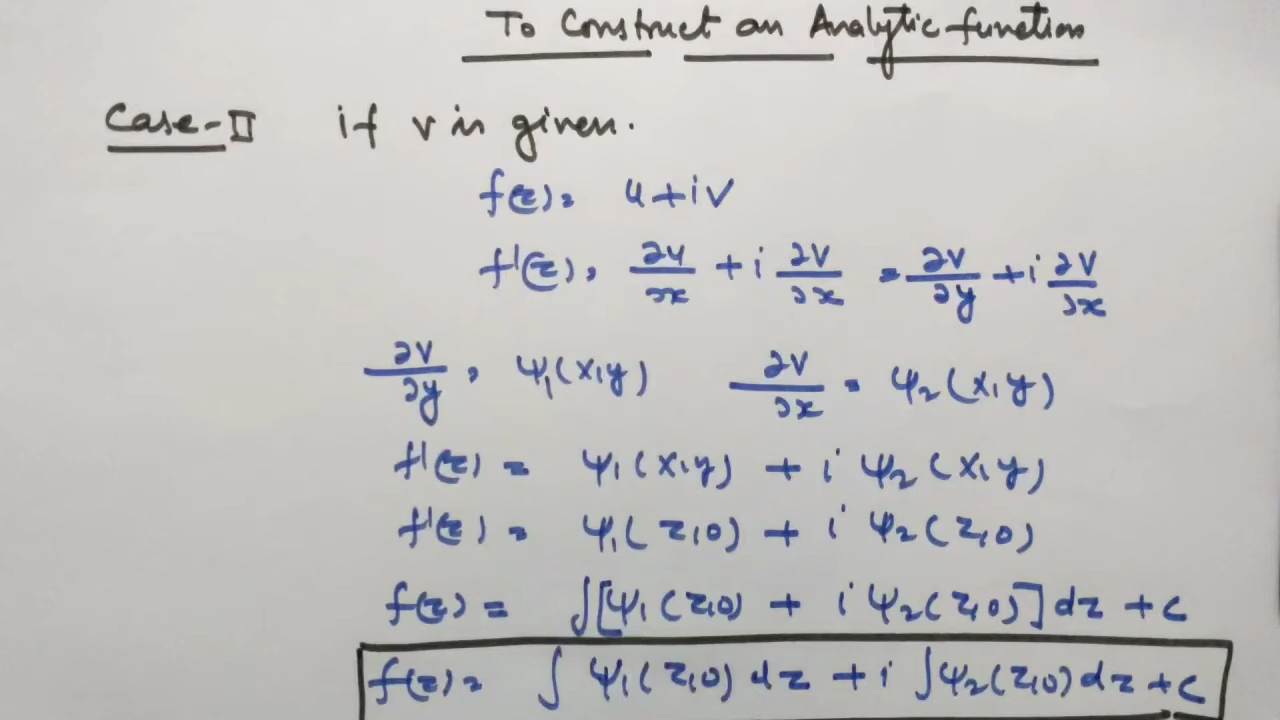 To Construct an Analytic function
Case-II if v is given.
f(z) = u+iv
f'(z) = ∂u/∂x + i ∂v/∂x = ∂v/∂y + i ∂v/∂x
∂v/∂y = ψ₁(x,y) ∂v/∂x = ψ₂(x,y)
f'(z) = ψ₁(x,y) + i ψ₂(x,y)
f'(z) = ψ₁(z,0) + i ψ₂(z,0)
f(z) = ∫[ψ₁(z,0) + i ψ₂(z,0)]dz + c
f(z) = ∫ψ₁(z,0) dz + i ∫ψ₂(z,0)dz + c